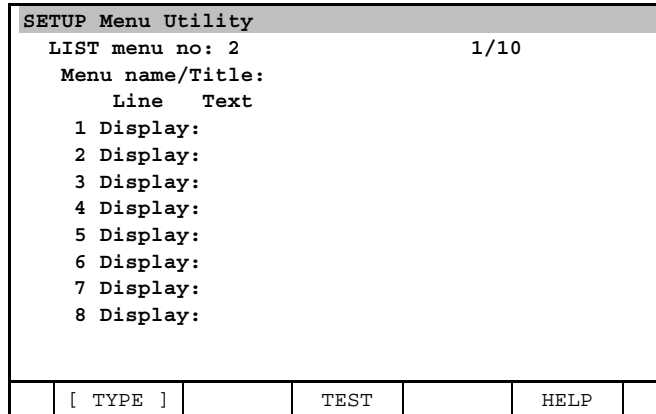 SETUP Menu Utility
LIST menu no: 2 1/10
Menu name/Title:
Line Text
1 Display:
2 Display:
3 Display:
4 Display:
5 Display:
6 Display:
7 Display:
8 Display:
[ TYPE ] TEST HELP